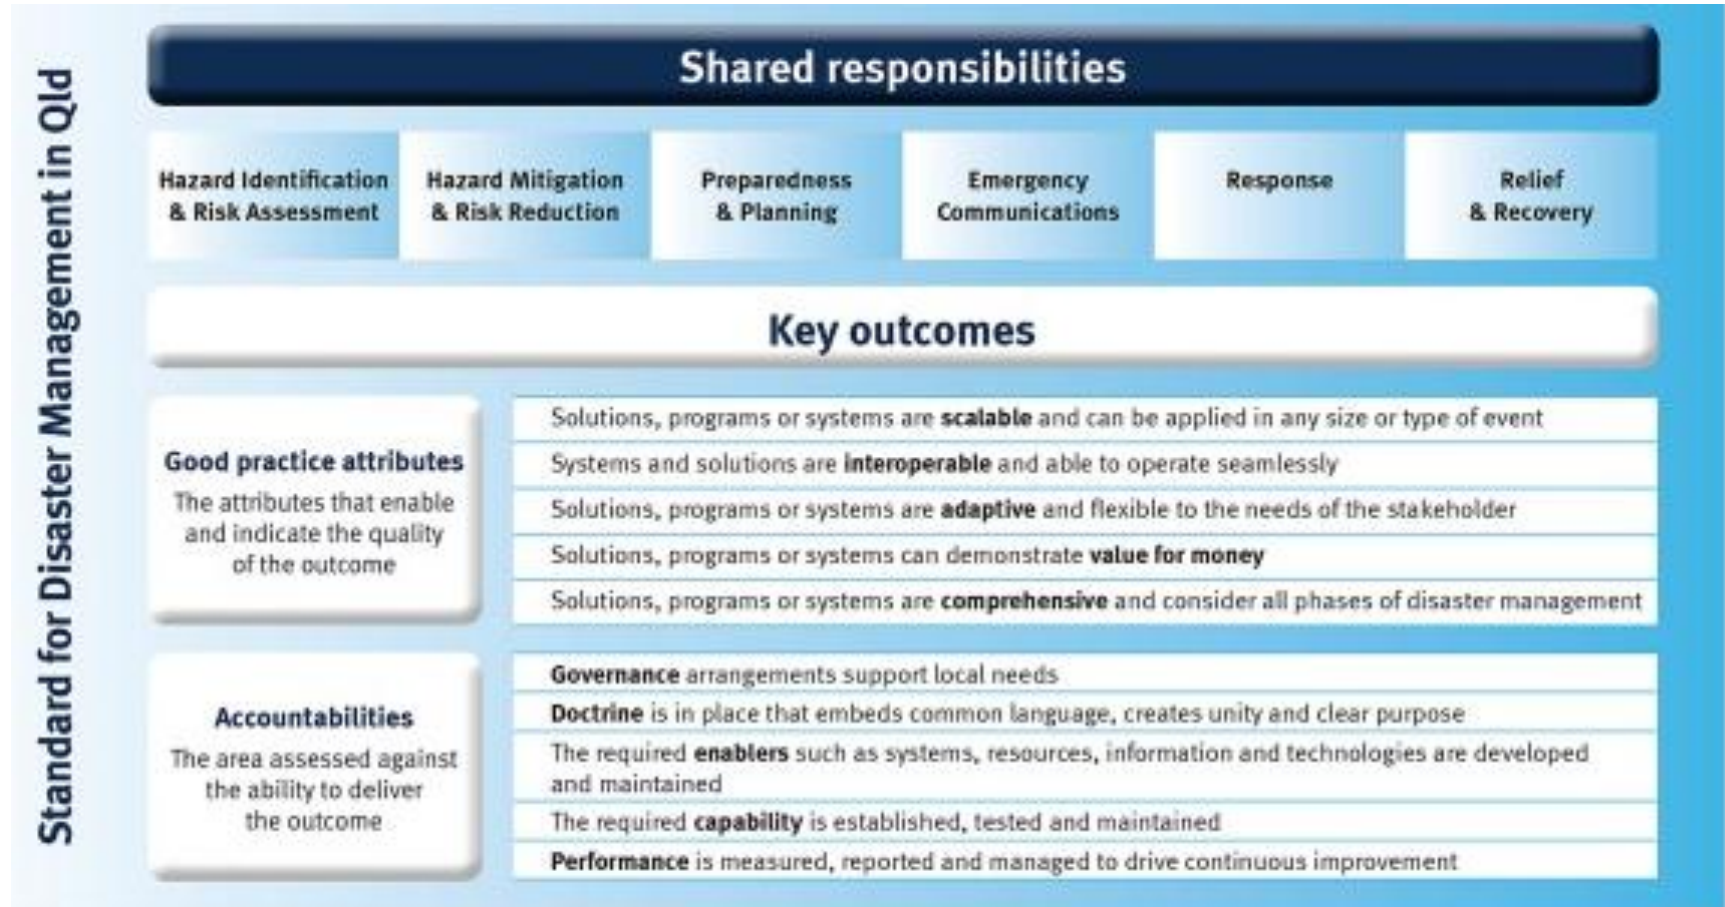 Standard for Disaster Management in Qld
Shared responsibilities
Hazard Identification
& Risk Assessment
Hazard Mitigation
& Risk Reduction
Preparedness
& Planning
Emergency
Communications
Response
Relief
& Recovery
Key outcomes
Good practice attributes
The attributes that enable
and indicate the quality
of the outcome
Solutions, programs or systems are scalable and can be applied in any size or type of event
Systems and solutions are interoperable and able to operate seamlessly
Solutions, programs or systems are adaptive and flexible to the needs of the stakeholder
Solutions, programs or systems can demonstrate value for money
Solutions, programs or systems are comprehensive and consider all phases of disaster management
Accountabilities
The area assessed against
the ability to deliver
the outcome
Governance arrangements support local needs
Doctrine is in place that embeds common language, creates unity and clear purpose
The required enablers such as systems, resources, information and technologies are developed
and maintained
The required capability is established, tested and maintained
Performance is measured, reported and managed to drive continuous improvement